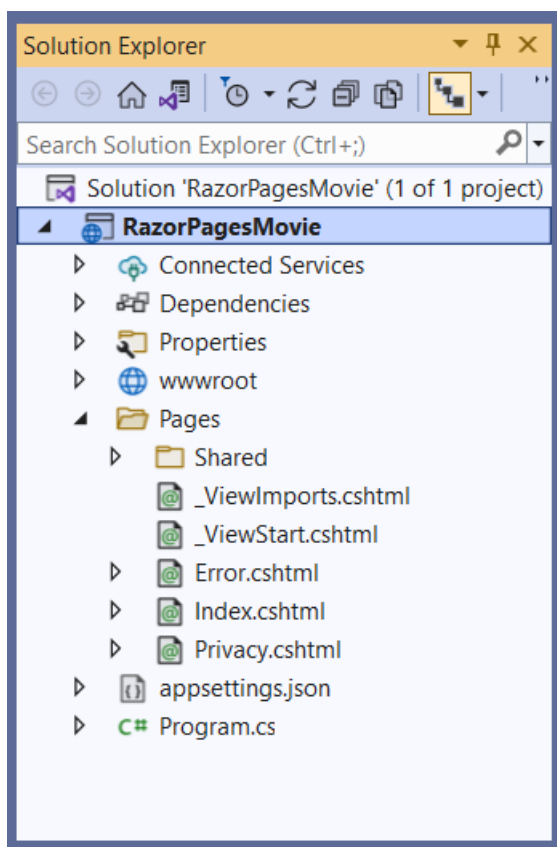 Solution Explorer
Search Solution Explorer (Ctrl+;)
Solution 'RazorPagesMovie' (1 of 1 project)
RazorPagesMovie
Connected Services
Dependencies
Properties
wwwroot
Pages
Shared
_ViewImports.cshtml
_ViewStart.cshtml
Error.cshtml
Index.cshtml
Privacy.cshtml
appsettings.json
C# Program.cs